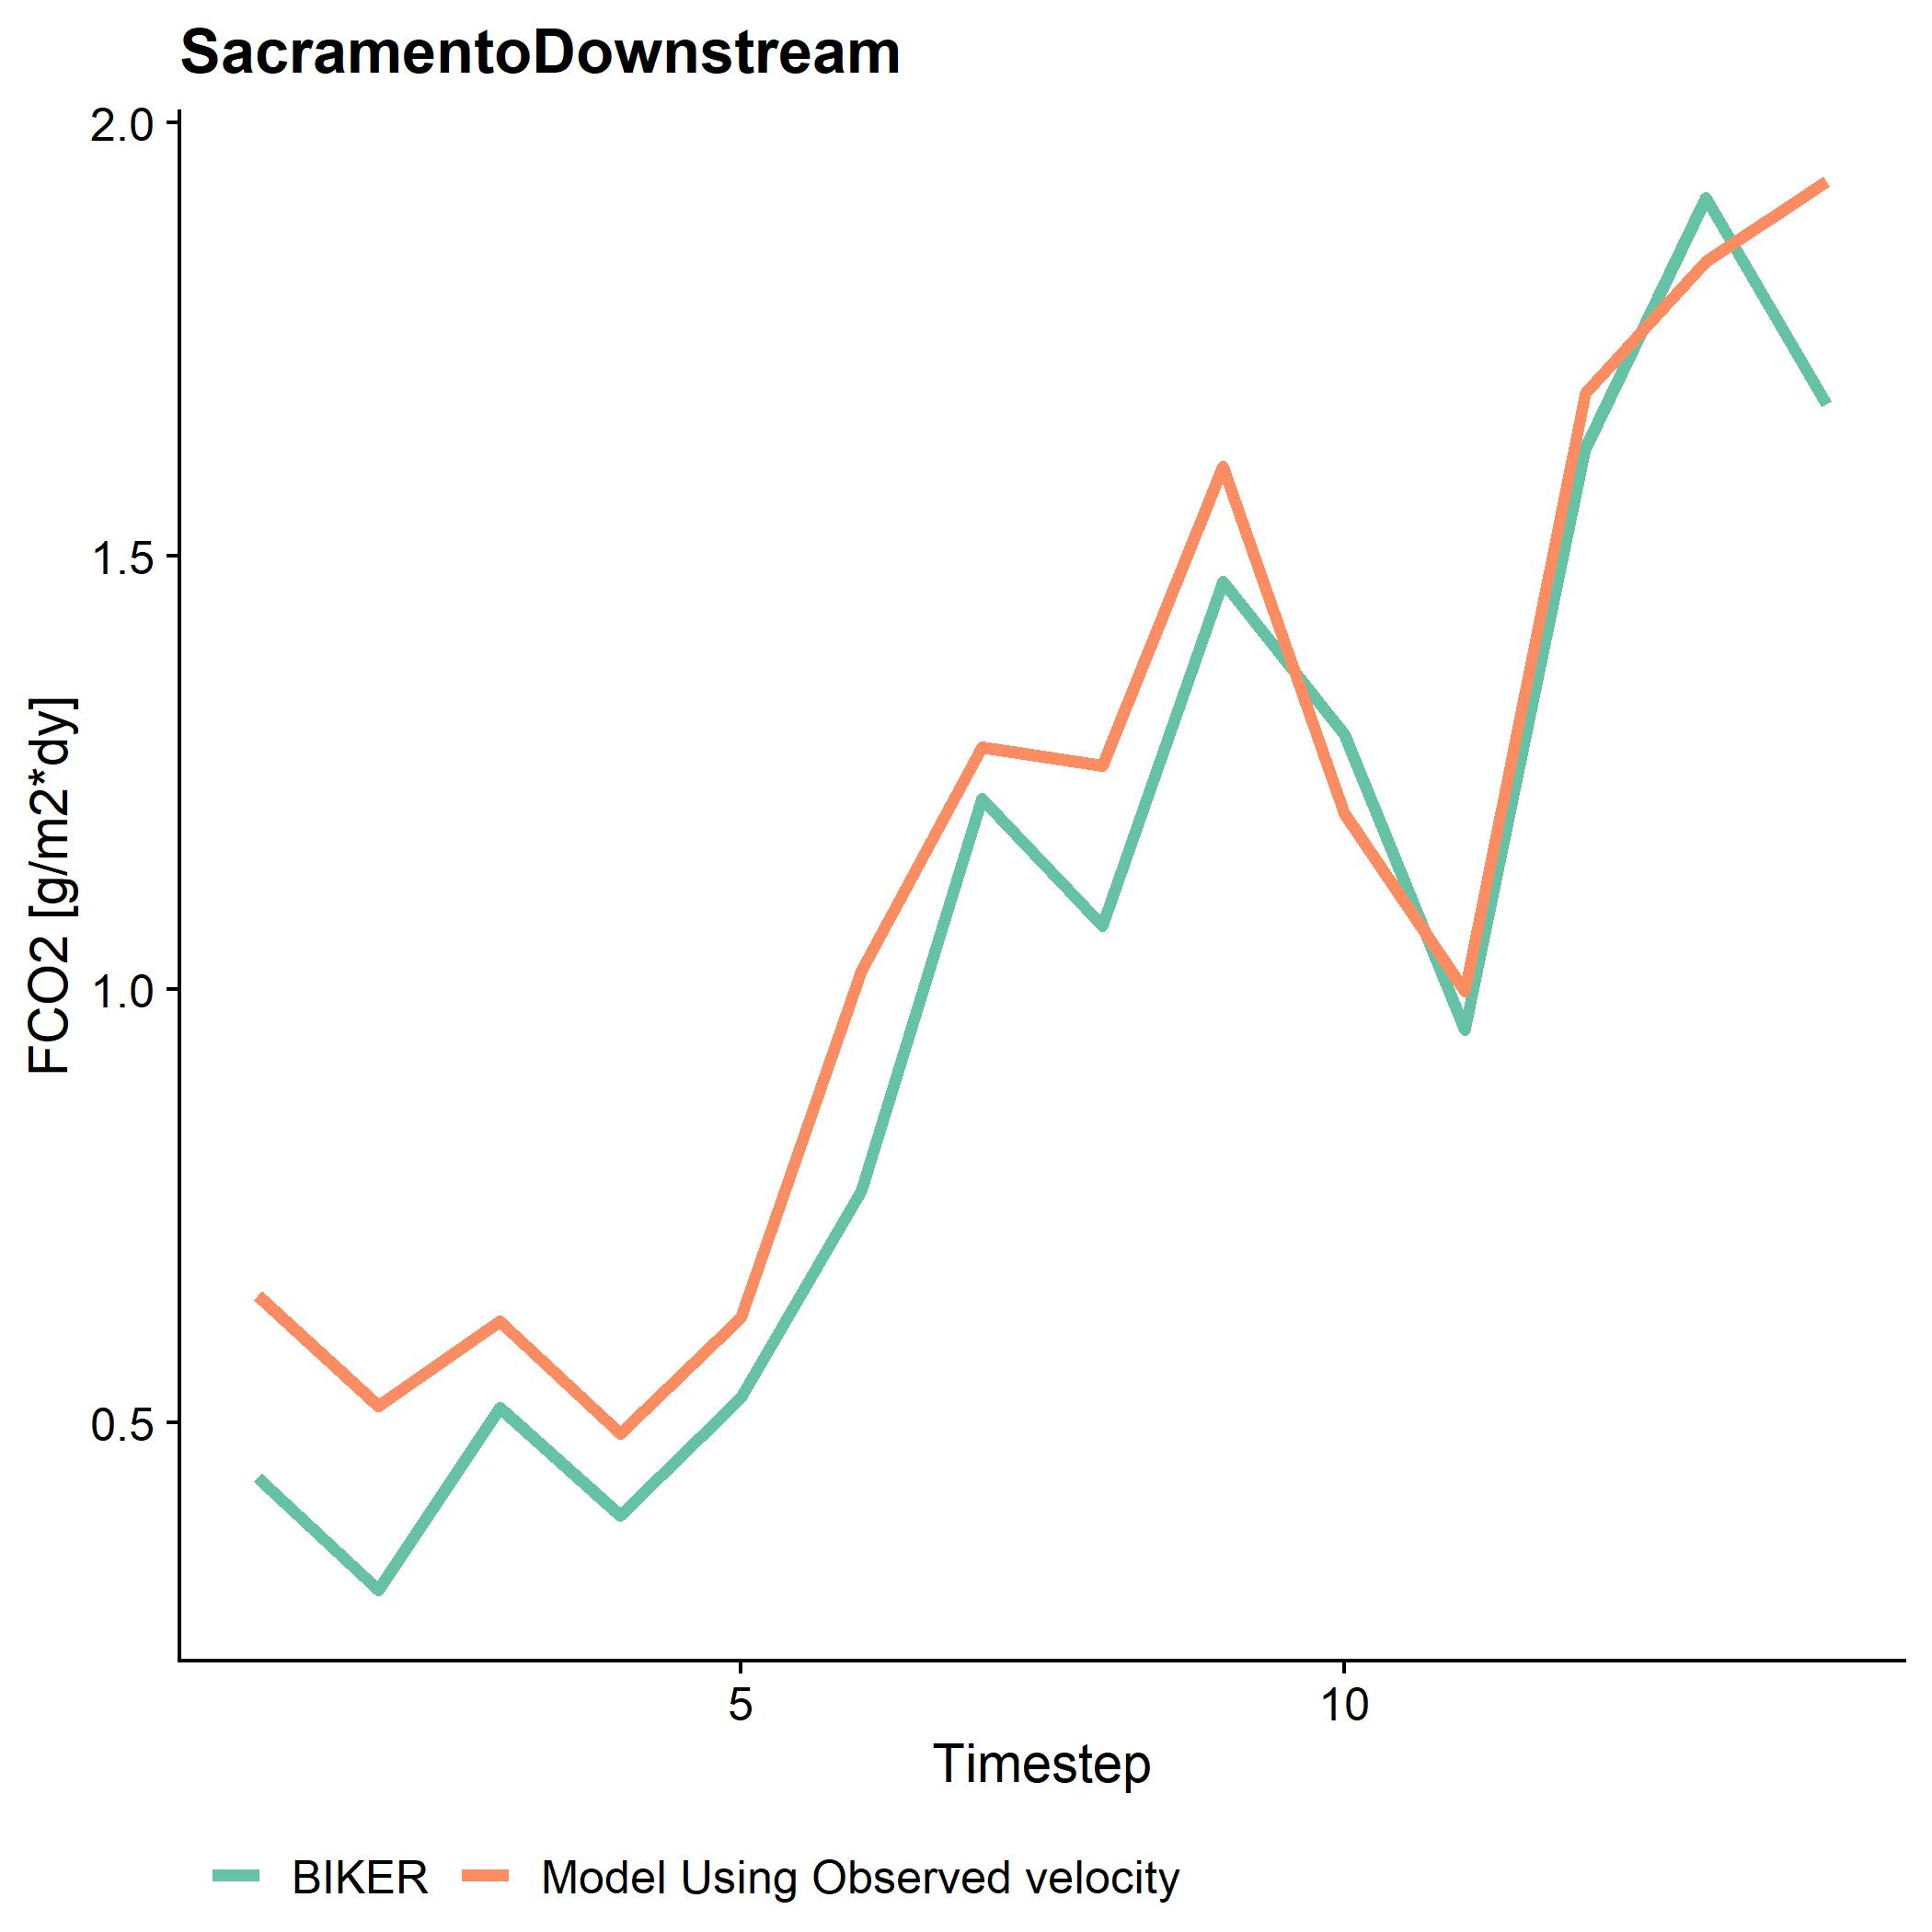 SacramentoDownstream
2.0
1.5
1.0
0.5
FCO2 [g/m2*dy]
5
10
Timestep
BIKER
Model Using Observed velocity